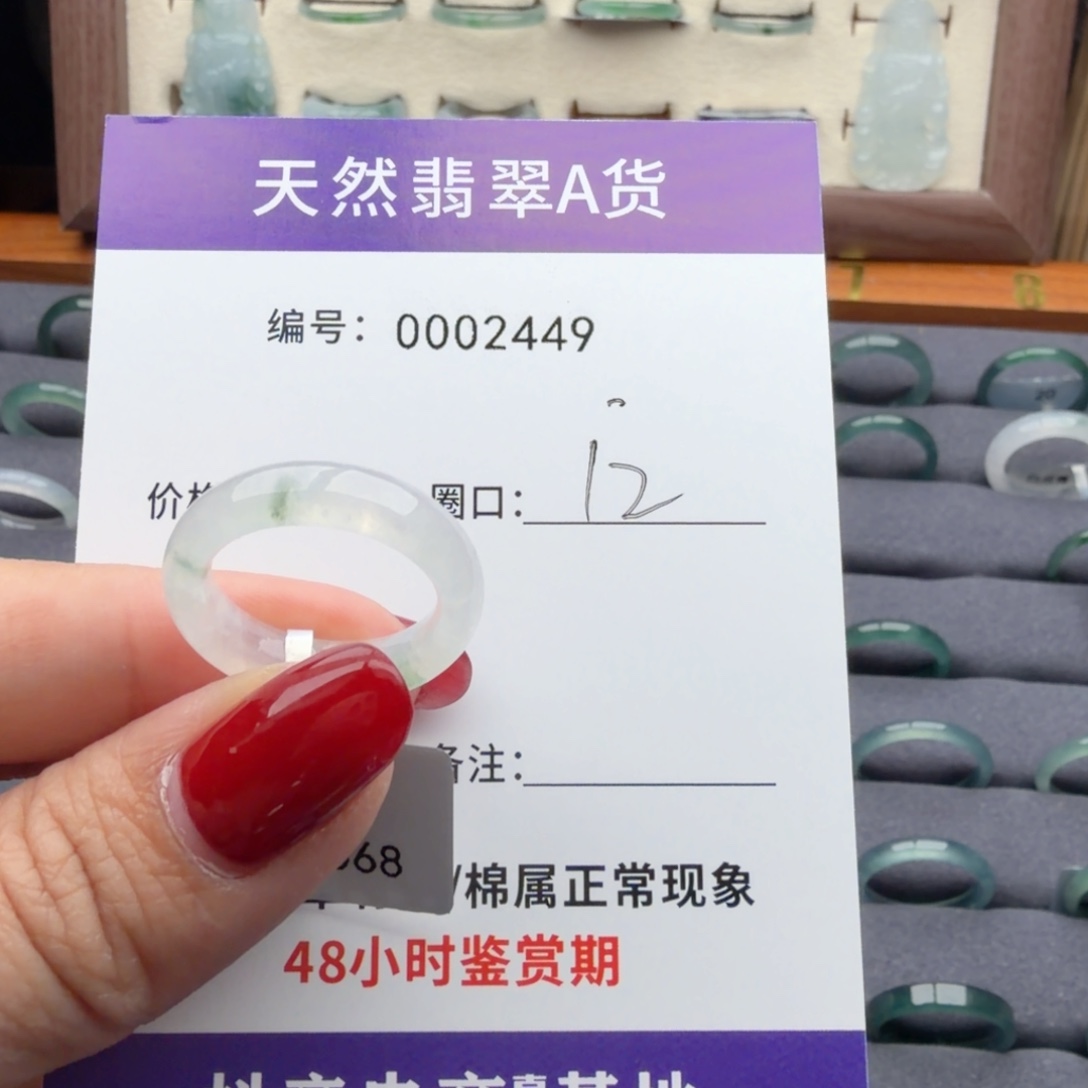 天然翡翠A货
编号：0002449
圈口：12
备注：
68
/棉属正常现象
48小时鉴赏期